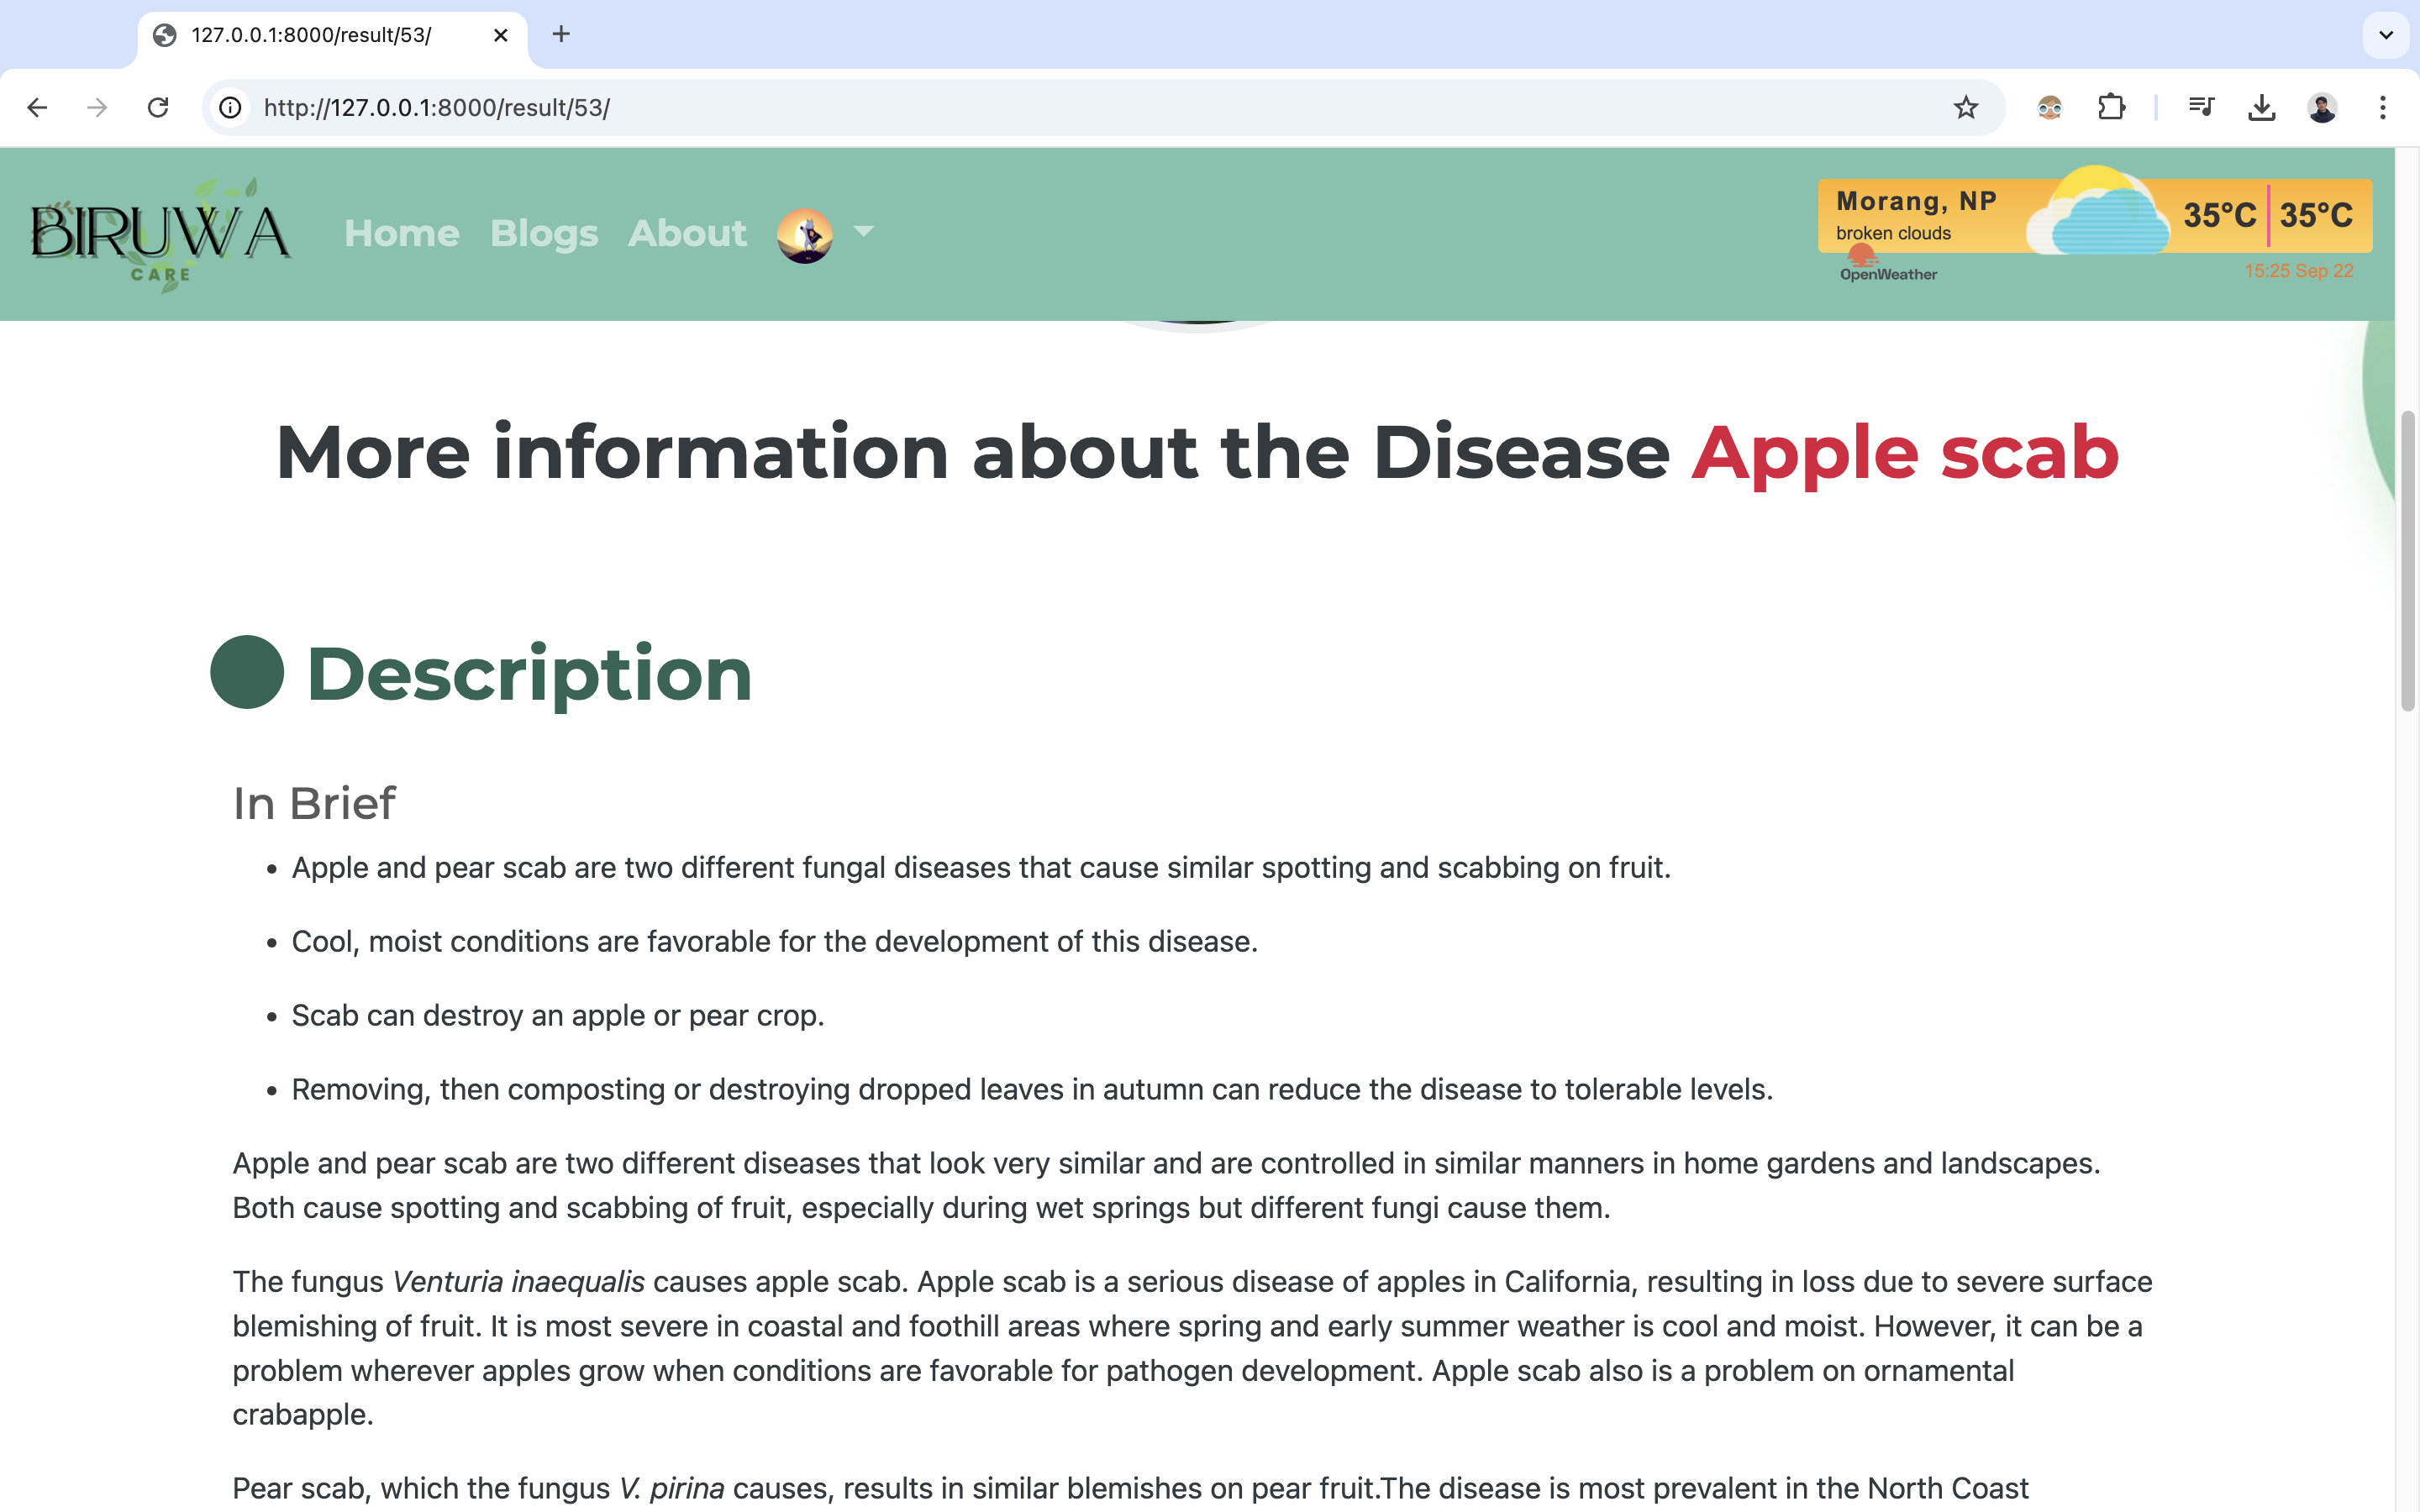 127.0.0.1:8000/result/53/
http://127.0.0.1:8000/result/53/
BIRUWA
CARE
Home Blogs About
Morang, NP
broken clouds
35°C 35°C
OpenWeather
15:25 Sep 22
More information about the Disease Apple scab
Description
In Brief
• Apple and pear scab are two different fungal diseases that cause similar spotting and scabbing on fruit.
• Cool, moist conditions are favorable for the development of this disease.
• Scab can destroy an apple or pear crop.
• Removing, then composting or destroying dropped leaves in autumn can reduce the disease to tolerable levels.
Apple and pear scab are two different diseases that look very similar and are controlled in similar manners in home gardens and landscapes.
Both cause spotting and scabbing of fruit, especially during wet springs but different fungi cause them.
The fungus Venturia inaequalis causes apple scab. Apple scab is a serious disease of apples in California, resulting in loss due to severe surface
blemishing of fruit. It is most severe in coastal and foothill areas where spring and early summer weather is cool and moist. However, it can be a
problem wherever apples grow when conditions are favorable for pathogen development. Apple scab also is a problem on ornamental
crabapple.
Pear scab, which the fungus V. pirina causes, results in similar blemishes on pear fruit.The disease is most prevalent in the North Coast